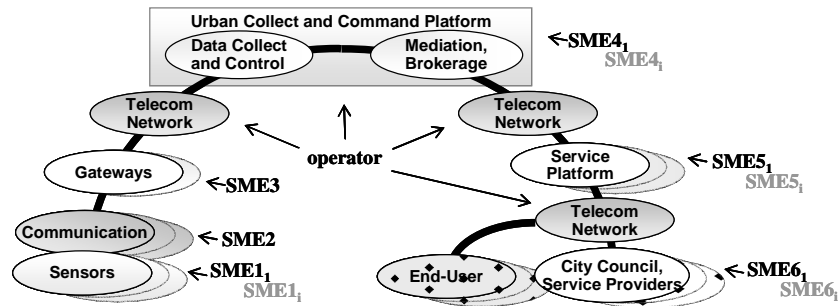 Urban Collect and Command Platform
Data Collect
and Control
Mediation,
Brokerage
SME4₁
SME4ᵢ
Telecom
Network
Telecom
Network
operator
Gateways
SME3
Service
Platform
SME5₁
SME5ᵢ
Communication
SME2
Telecom
Network
Sensors
SME1₁
SME1ᵢ
End-User
City Council,
Service Providers
SME6₁
SME6ᵢ